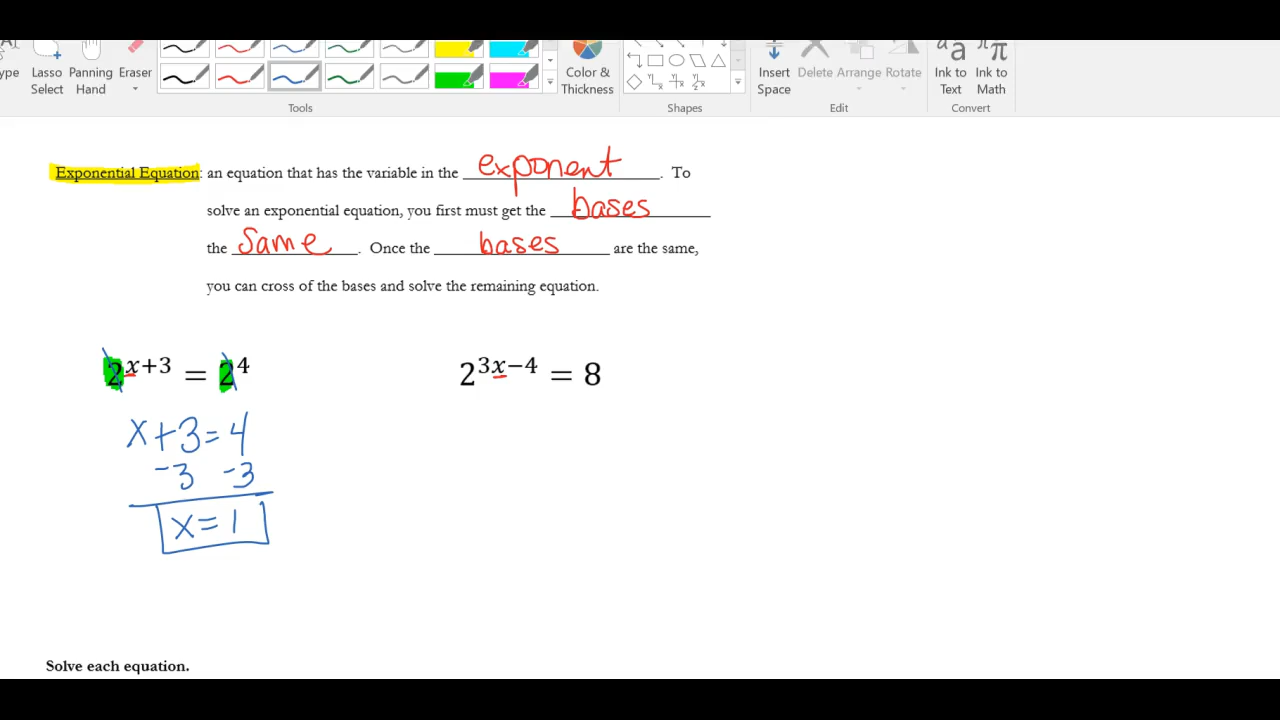 Lasso Select
Panning Hand
Eraser
Color & Thickness
Insert Space
Delete Arrange Rotate
Ink to Text
Ink to Math
Tools
Shapes
Edit
Convert
Exponential Equation: an equation that has the variable in the exponent. To
solve an exponential equation, you first must get the bases
the same. Once the bases are the same,
you can cross of the bases and solve the remaining equation.
2^{x+3} = 2^4
x+3=4
-3 -3
x=1
2^{3x-4} = 8
Solve each equation.